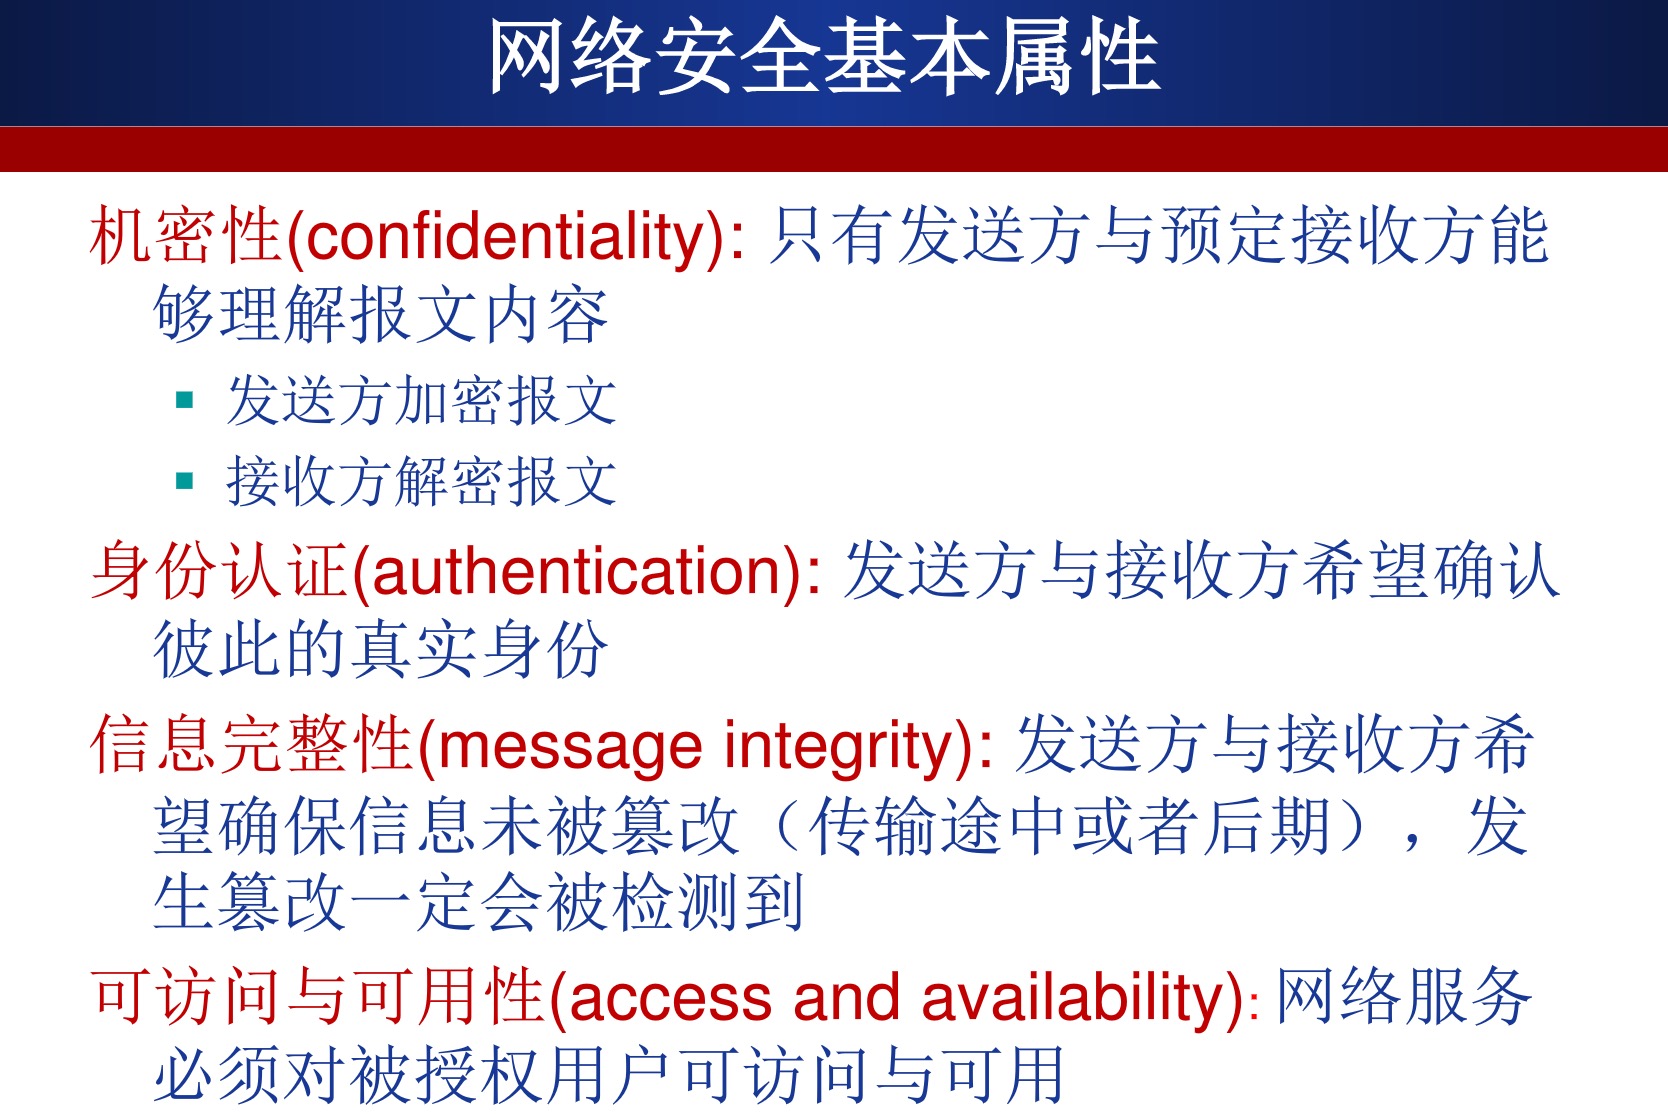 网络安全基本属性
机密性(confidentiality): 只有发送方与预定接收方能
够理解报文内容
▪ 发送方加密报文
▪ 接收方解密报文
身份认证(authentication): 发送方与接收方希望确认
彼此的真实身份
信息完整性(message integrity): 发送方与接收方希
望确保信息未被篡改（传输途中或者后期），发
生篡改一定会被检测到
可访问与可用性(access and availability): 网络服务
必须对被授权用户可访问与可用